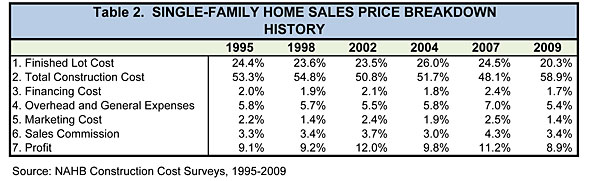 Table 2. SINGLE-FAMILY HOME SALES PRICE BREAKDOWN
HISTORY
1995 1998 2002 2004 2007 2009
1. Finished Lot Cost 24.4% 23.6% 23.5% 26.0% 24.5% 20.3%
2. Total Construction Cost 53.3% 54.8% 50.8% 51.7% 48.1% 58.9%
3. Financing Cost 2.0% 1.9% 2.1% 1.8% 2.4% 1.7%
4. Overhead and General Expenses 5.8% 5.7% 5.5% 5.8% 7.0% 5.4%
5. Marketing Cost 2.2% 1.4% 2.4% 1.9% 2.5% 1.4%
6. Sales Commission 3.3% 3.4% 3.7% 3.0% 4.3% 3.4%
7. Profit 9.1% 9.2% 12.0% 9.8% 11.2% 8.9%
Source: NAHB Construction Cost Surveys, 1995-2009